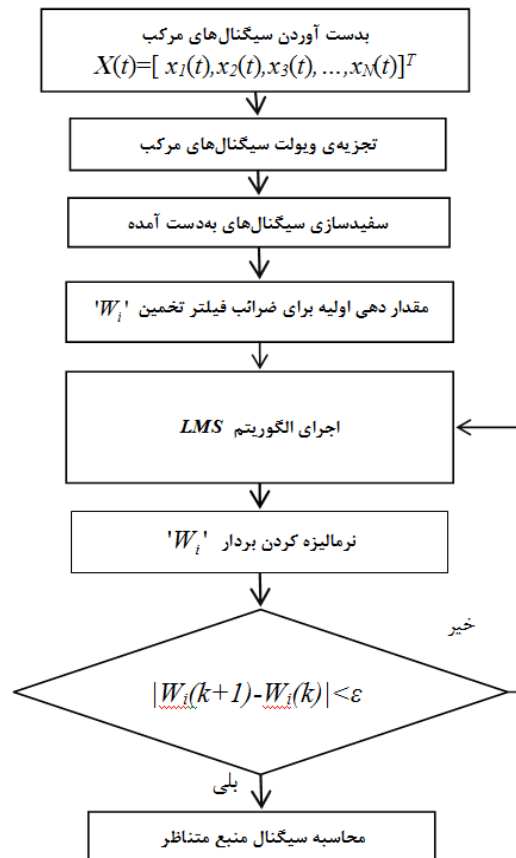 بدست آوردن سیگنال‌های مرکب
X(t)=[ x1(t),x2(t),x3(t),...,xN(t)]T
تجزیه‌ی ویولت سیگنال‌های مرکب
سفیدسازی سیگنال‌های به‌دست آمده
مقدار دهی اولیه برای ضرائب فیلتر تخمین 'Wi'
اجرای الگوریتم LMS
نرمالیزه کردن بردار 'Wi'
خیر
|Wi(k+1)-Wi(k)|<ε
بلی
محاسبه سیگنال منبع متناظر